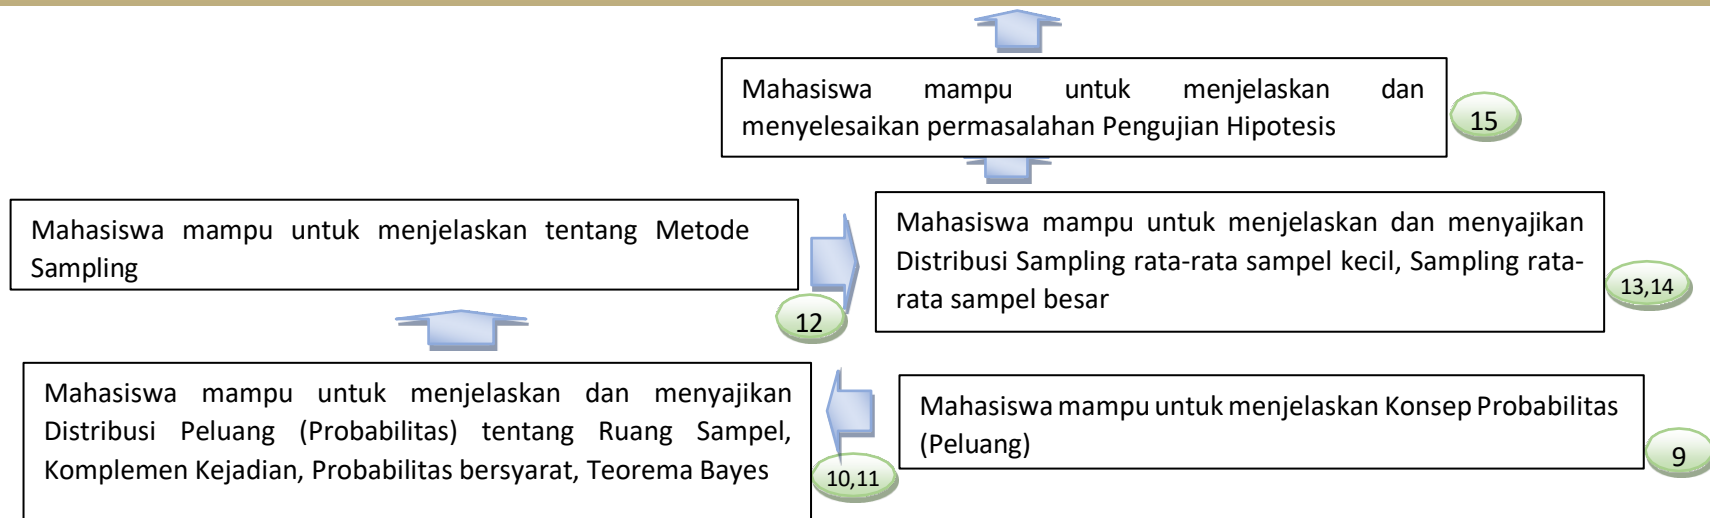 Mahasiswa mampu untuk menjelaskan dan
menyelesaikan permasalahan Pengujian Hipotesis
15
Mahasiswa mampu untuk menjelaskan tentang Metode
Sampling
12
Mahasiswa mampu untuk menjelaskan dan menyajikan
Distribusi Sampling rata-rata sampel kecil, Sampling rata-
rata sampel besar
13,14
Mahasiswa mampu untuk menjelaskan dan menyajikan
Distribusi Peluang (Probabilitas) tentang Ruang Sampel,
Komplemen Kejadian, Probabilitas bersyarat, Teorema Bayes
10,11
Mahasiswa mampu untuk menjelaskan Konsep Probabilitas
(Peluang)
9